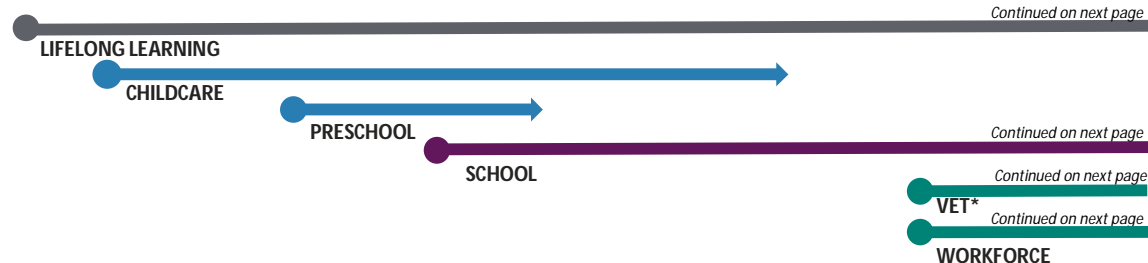 Continued on next page
LIFELONG LEARNING
CHILDCARE
PRESCHOOL
Continued on next page
SCHOOL
Continued on next page
VET*
Continued on next page
WORKFORCE